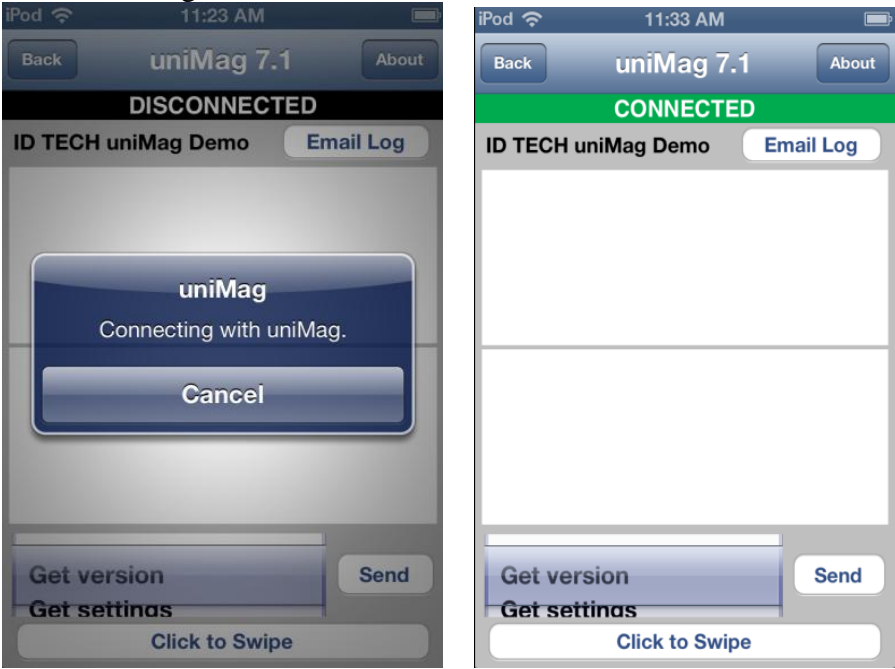 iPod 11:23 AM
Back uniMag 7.1 About
DISCONNECTED
ID TECH uniMag Demo Email Log
uniMag
Connecting with uniMag.
Cancel
Get version Send
Get settings
Click to Swipe
iPod 11:33 AM
Back uniMag 7.1 About
CONNECTED
ID TECH uniMag Demo Email Log
Get version Send
Get settings
Click to Swipe